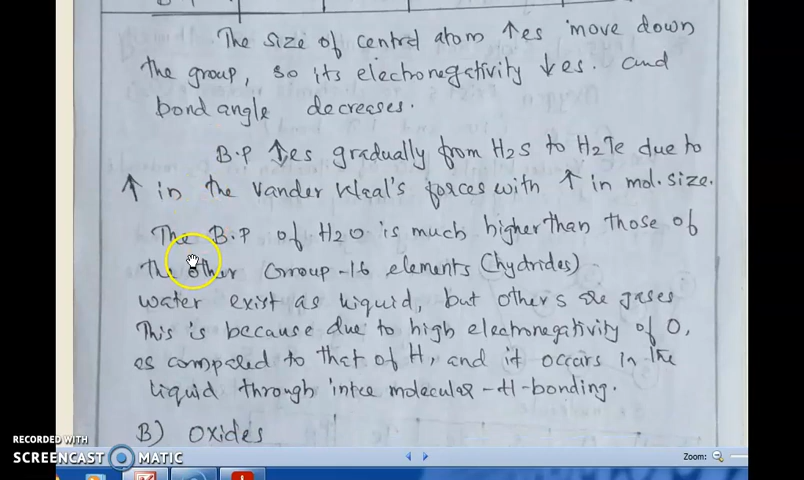 The size of central atom ↑es move down
the group, so its electronegativity ↓es. and
bond angle decreases.
B.P ↑es gradually from H2S to H2Te due to
↑ in the Vander Waal's forces with ↑ in mol. size.
The B.P of H2O is much higher than those of
the other Group -16 elements (hydrides)
water exist as liquid, but others are gases
This is because due to high electronegativity of O,
as compaled to that of H, and it occurs in the
liquid through inter molecular -H-bonding.
B) Oxides
RECORDED WITH
SCREENCAST MATIC
Zoom: